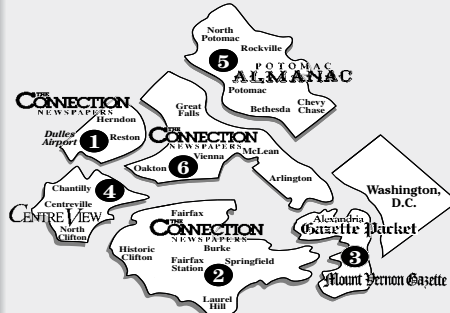 North
Potomac
Rockville
5
POTOMAC
ALMANAC
Potomac
Bethesda
Chevy
Chase
THE
CONNECTION
NEWSPAPERS
Herndon
Dulles
Airport
1
Reston
Great
Falls
THE
CONNECTION
NEWSPAPERS
Vienna
McLean
Oakton
6
Arlington
Chantilly
4
Centreville
CENTRE VIEW
North
Clifton
Washington,
D.C.
Fairfax
THE
CONNECTION
NEWSPAPERS
Burke
Historic
Clifton
Fairfax
Station
2
Springfield
Laurel
Hill
Alexandria
Gazette Packet
3
Mount Vernon Gazette